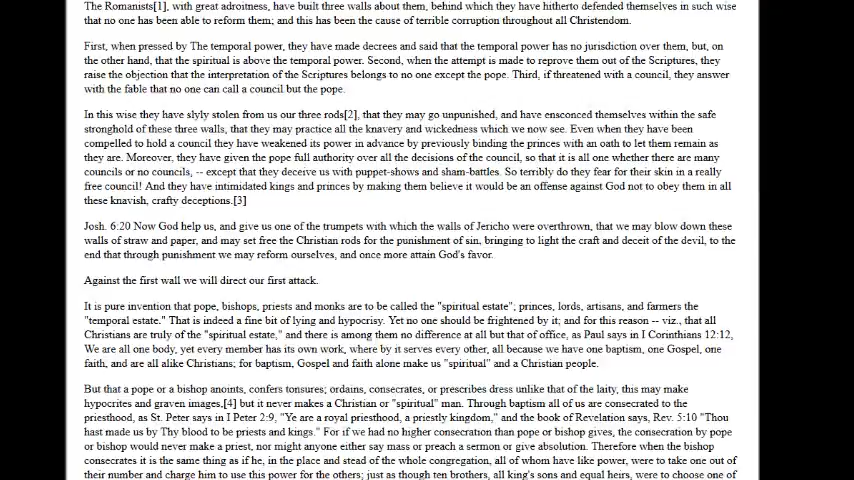 The Romanists[1], with great adroitness, have built three walls about them, behind which they have hitherto defended themselves in such wise
that no one has been able to reform them; and this has been the cause of terrible corruption throughout all Christendom.
First, when pressed by The temporal power, they have made decrees and said that the temporal power has no jurisdiction over them, but, on
the other hand, that the spiritual is above the temporal power. Second, when the attempt is made to reprove them out of the Scriptures, they
raise the objection that the interpretation of the Scriptures belongs to no one except the pope. Third, if threatened with a council, they answer
with the fable that no one can call a council but the pope.
In this wise they have slyly stolen from us our three rods[2], that they may go unpunished, and have ensconced themselves within the safe
stronghold of these three walls, that they may practice all the knavery and wickedness which we now see. Even when they have been
compelled to hold a council they have weakened its power in advance by previously binding the princes with an oath to let them remain as
they are. Moreover, they have given the pope full authority over all the decisions of the council, so that it is all one whether there are many
councils or no councils, -- except that they deceive us with puppet-shows and sham-battles. So terribly do they fear for their skin in a really
free council! And they have intimidated kings and princes by making them believe it would be an offense against God not to obey them in all
these knavish, crafty deceptions.[3]
Josh. 6:20 Now God help us, and give us one of the trumpets with which the walls of Jericho were overthrown, that we may blow down these
walls of straw and paper, and may set free the Christian rods for the punishment of sin, bringing to light the craft and deceit of the devil, to the
end that through punishment we may reform ourselves, and once more attain God's favor.
Against the first wall we will direct our first attack.
It is pure invention that pope, bishops, priests and monks are to be called the "spiritual estate"; princes, lords, artisans, and farmers the
"temporal estate." That is indeed a fine bit of lying and hypocrisy. Yet no one should be frightened by it; and for this reason -- viz., that all
Christians are truly of the "spiritual estate," and there is among them no difference at all but that of office, as Paul says in I Corinthians 12:12,
We are all one body, yet every member has its own work, where by it serves every other, all because we have one baptism, one Gospel, one
faith, and are all alike Christians; for baptism, Gospel and faith alone make us "spiritual" and a Christian people.
But that a pope or a bishop anoints, confers tonsures; ordains, consecrates, or prescribes dress unlike that of the laity, this may make
hypocrites and graven images,[4] but it never makes a Christian or "spiritual" man. Through baptism all of us are consecrated to the
priesthood, as St. Peter says in I Peter 2:9, "Ye are a royal priesthood, a priestly kingdom," and the book of Revelation says, Rev. 5:10 "Thou
hast made us by Thy blood to be priests and kings." For if we had no higher consecration than pope or bishop gives, the consecration by pope
or bishop would never make a priest, nor might anyone either say mass or preach a sermon or give absolution. Therefore when the bishop
consecrates it is the same thing as if he, in the place and stead of the whole congregation, all of whom have like power, were to take one out of
their number and charge him to use this power for the others; just as though ten brothers, all king's sons and equal heirs, were to choose one of